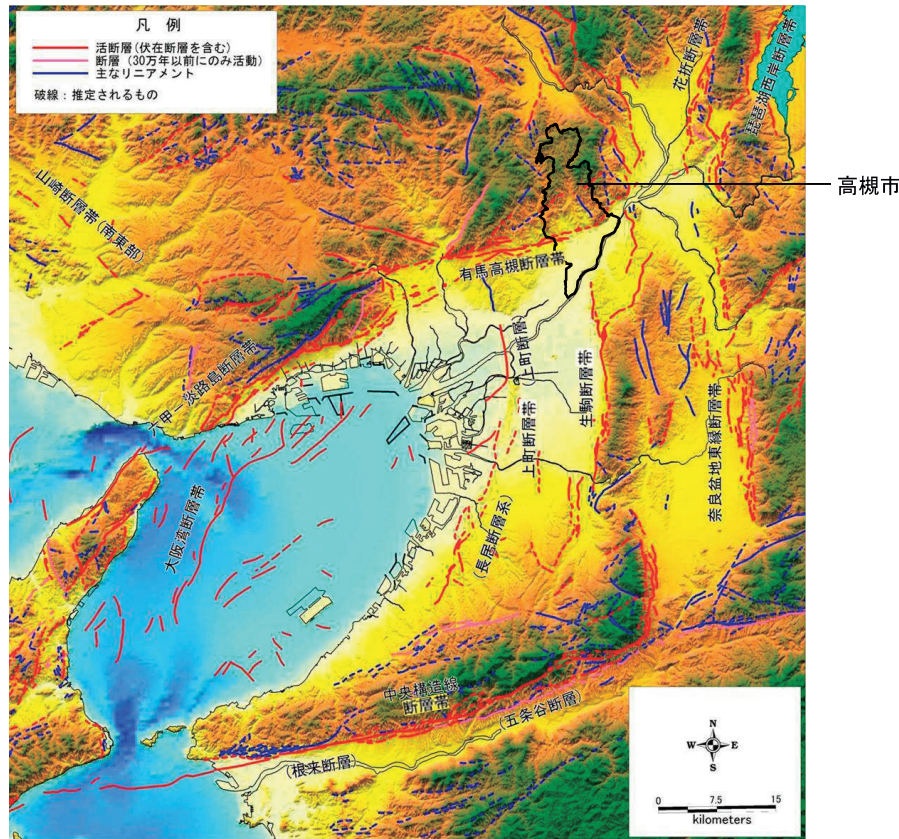 凡 例
活断層(伏在断層を含む)
断層 (30万年以前にのみ活動)
主なリニアメント
破線:推定されるもの
花折断層帯
琵琶湖西岸断層帯
高槻市
山崎断層帯(南東部)
有馬高槻断層帯
六甲ー淡路島断層帯
上町断層
生駒断層帯
上町断層帯
奈良盆地東縁断層帯
大阪湾断層帯
(長居断層系)
中央構造線
断層帯
(五条谷断層)
(根来断層)
N
W E
S
0 7.5 15
kilometers